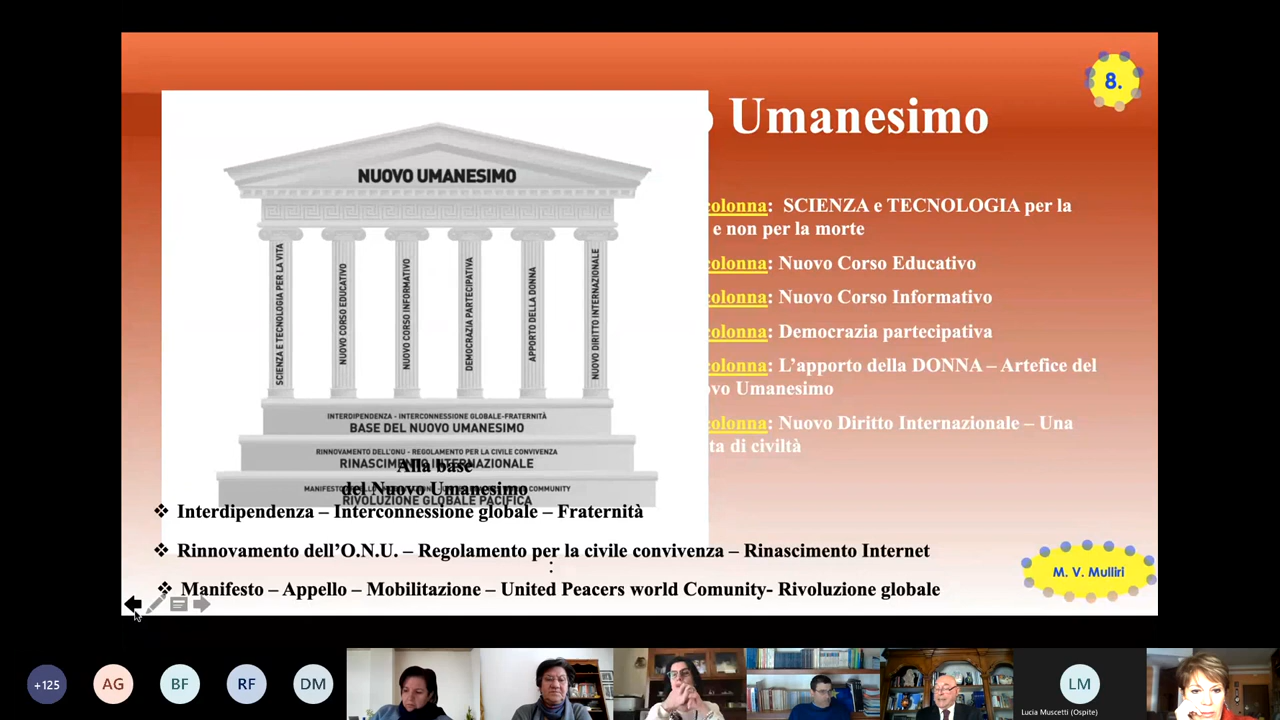 8.
Umanesimo
NUOVO UMANESIMO
SCIENZA E TECNOLOGIA PER LA VITA
NUOVO CORSO EDUCATIVO
NUOVO CORSO INFORMATIVO
DEMOCRAZIA PARTECIPATIVA
APPORTO DELLA DONNA
NUOVO DIRITTO INTERNAZIONALE
INTERDIPENDENZA - INTERCONNESSIONE GLOBALE-FRATERNITÀ
BASE DEL NUOVO UMANESIMO
RINNOVAMENTO DELL'ONU - REGOLAMENTO PER LA CIVILE CONVIVENZA
RINASCIMENTO INTERNAZIONALE
RIVOLUZIONE GLOBALE PACIFICA
colonna: SCIENZA e TECNOLOGIA per la
e non per la morte
colonna: Nuovo Corso Educativo
colonna: Nuovo Corso Informativo
colonna: Democrazia partecipativa
colonna: L’apporto della DONNA – Artefice del
ovo Umanesimo
colonna: Nuovo Diritto Internazionale – Una
ta di civiltà
Alla base
del Nuovo Umanesimo
❖ Interdipendenza – Interconnessione globale – Fraternità
❖ Rinnovamento dell’O.N.U. – Regolamento per la civile convivenza – Rinascimento Internet
:
❖ Manifesto – Appello – Mobilitazione – United Peacers world Comunity- Rivoluzione globale
M. V. Mulliri
+125
AG
BF
RF
DM
LM
Lucia Muscetti (Ospite)